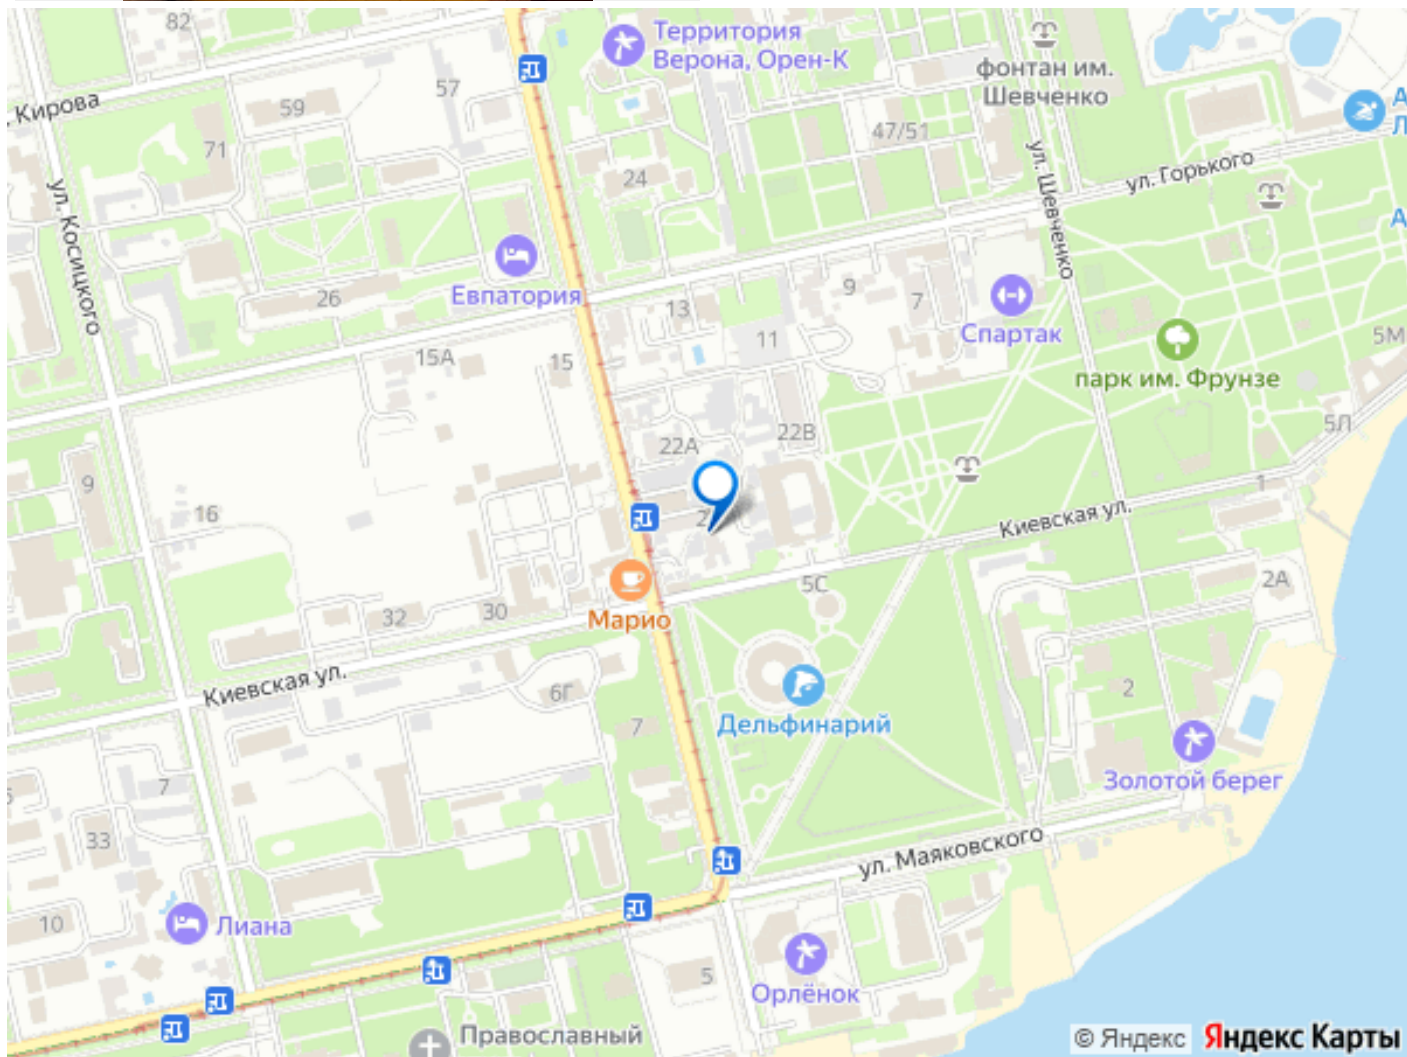 82
Территория
Верона, Орен-К
фонтан им.
Шевченко
57
59
. Кирова
А
Л
47/51
71
24
ул. Горького
ул. Шевченко
ул. Косицкого
А
Евпатория
26
13
9
7
11
Спартак
5М
15А
15
парк им. Фрунзе
22А
22В
5Л
9
1
16
Киевская ул.
2А
5С
32
30
Марио
Киевская ул.
6Г
2
7
Дельфинарий
7
Золотой берег
33
ул. Маяковского
10
Лиана
5
Орлёнок
Православный
© Яндекс Яндекс Карты